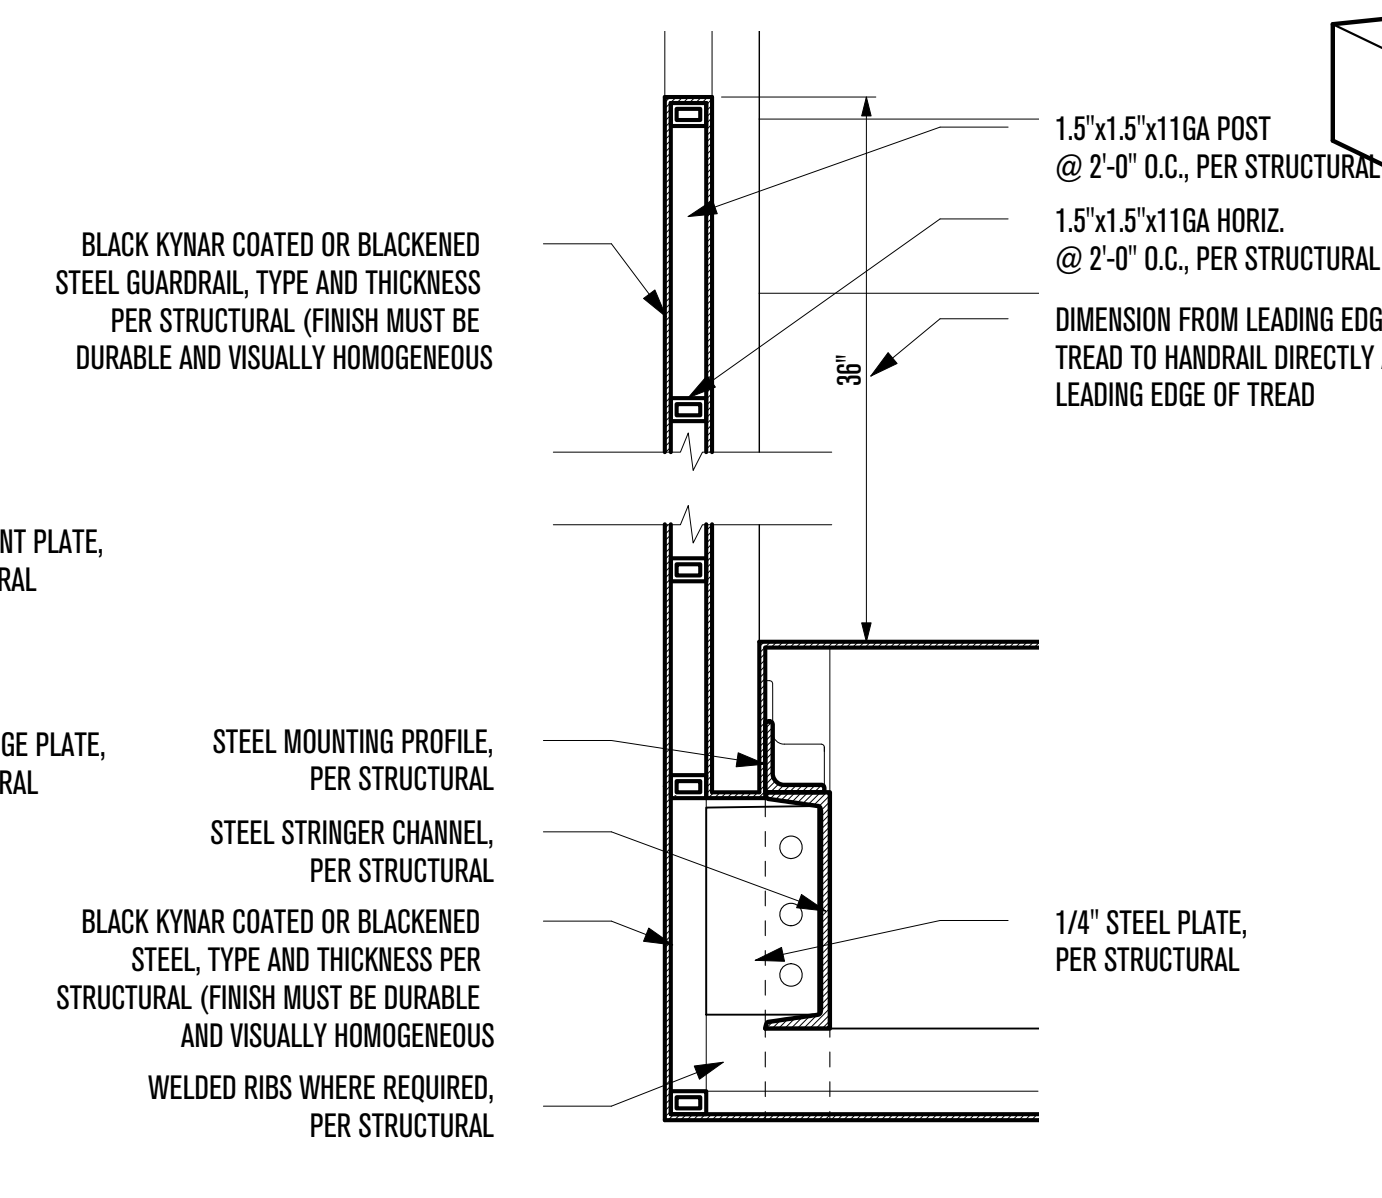 1.5"x1.5"x11GA POST
@ 2'-0" O.C., PER STRUCTURAL
1.5"x1.5"x11GA HORIZ.
@ 2'-0" O.C., PER STRUCTURAL
BLACK KYNAR COATED OR BLACKENED
STEEL GUARDRAIL, TYPE AND THICKNESS
PER STRUCTURAL (FINISH MUST BE
DURABLE AND VISUALLY HOMOGENEOUS
DIMENSION FROM LEADING
TREAD TO HANDRAIL DIRECTLY
LEADING EDGE OF TREAD
36"
PLATE,
PLATE,
STEEL MOUNTING PROFILE,
PER STRUCTURAL
STEEL STRINGER CHANNEL,
PER STRUCTURAL
BLACK KYNAR COATED OR BLACKENED
STEEL, TYPE AND THICKNESS PER
STRUCTURAL (FINISH MUST BE DURABLE
AND VISUALLY HOMOGENEOUS
1/4" STEEL PLATE,
PER STRUCTURAL
WELDED RIBS WHERE REQUIRED,
PER STRUCTURAL